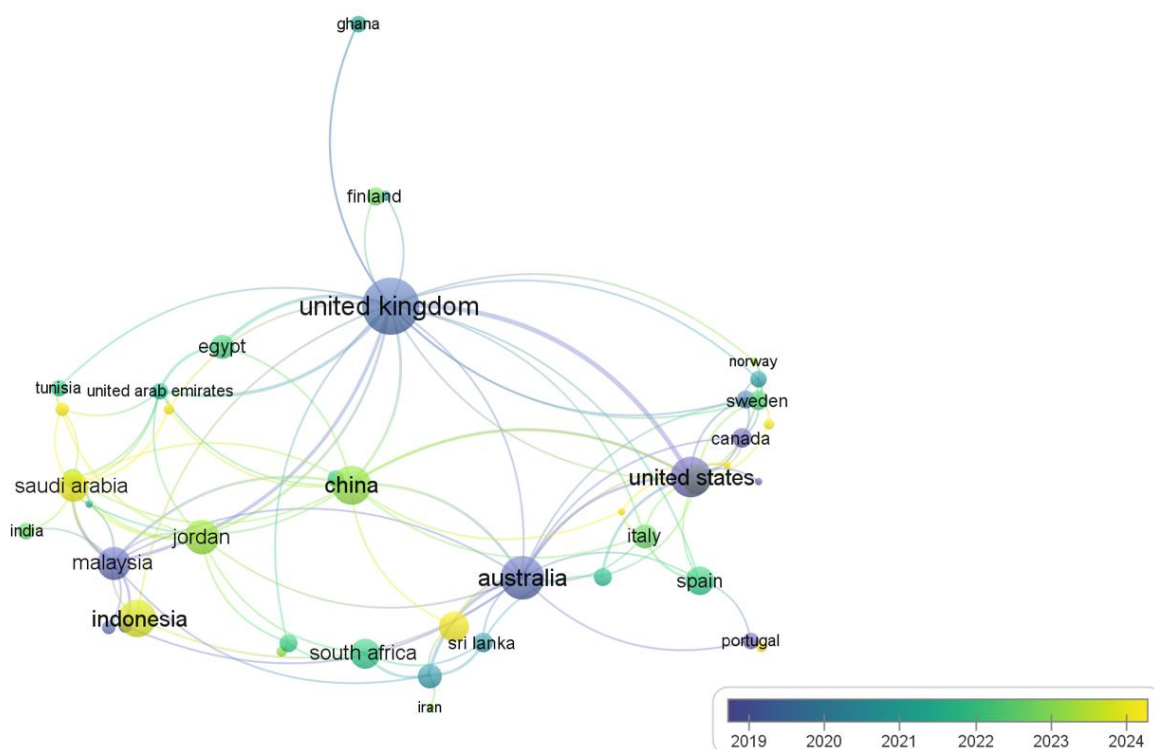 ghana
finland
united kingdom
egypt
norway
tunisia
united arab emirates
sweden
canada
united states
china
saudi arabia
india
jordan
italy
malaysia
australia
spain
indonesia
south africa
sri lanka
portugal
iran
2019 2020 2021 2022 2023 2024